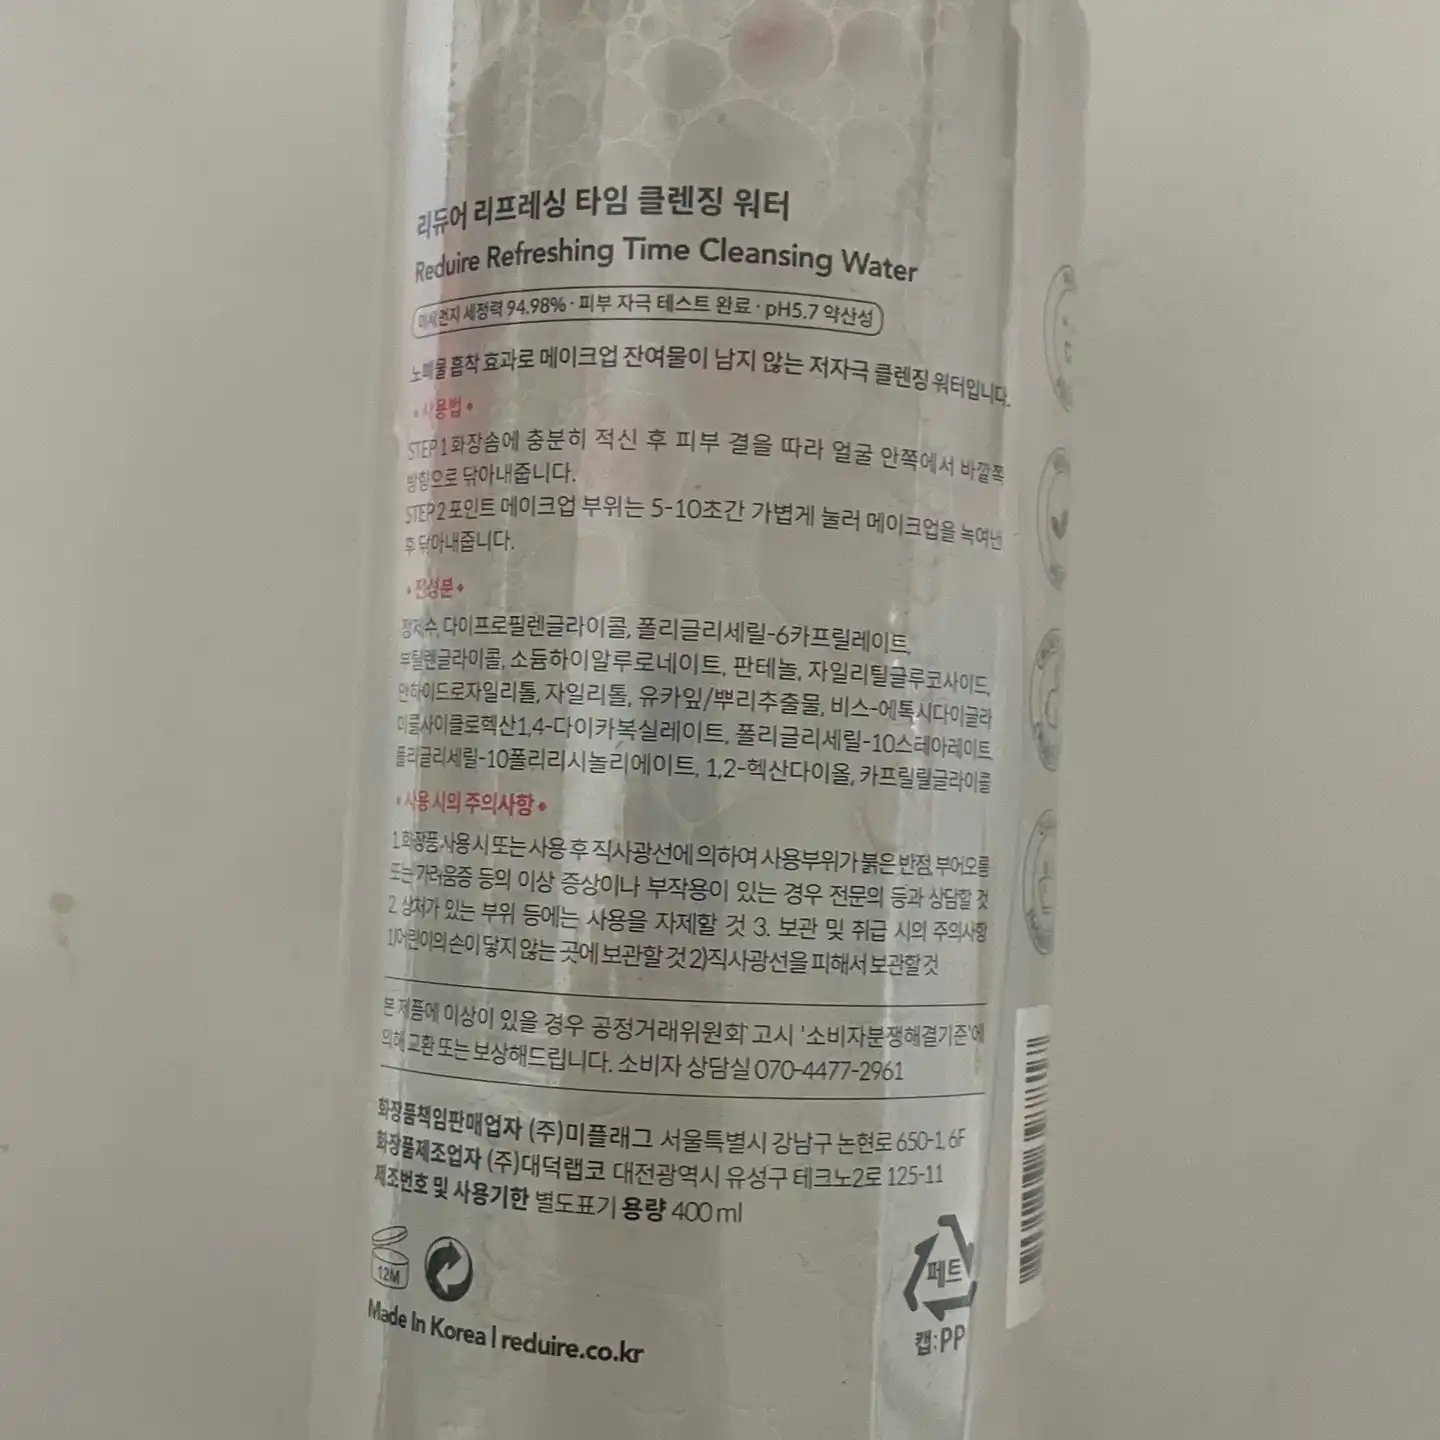 리듀어 리프레싱 타임 클렌징 워터
Reduire Refreshing Time Cleansing Water
미세먼지 세정력 94.98% · 피부 자극 테스트 완료 · pH5.7 약산성
노폐물 흡착 효과로 메이크업 잔여물이 남지 않는 저자극 클렌징 워터입니다.
• 사용법 •
STEP 1 화장솜에 충분히 적신 후 피부 결을 따라 얼굴 안쪽에서 바깥쪽
방향으로 닦아내줍니다.
STEP 2 포인트 메이크업 부위는 5-10초간 가볍게 눌러 메이크업을 녹여낸
후 닦아내줍니다.
• 전성분 •
정제수, 다이프로필렌글라이콜, 폴리글리세릴-6카프릴레이트,
부틸렌글라이콜, 소듐하이알루로네이트, 판테놀, 자일리틸글루코사이드,
안하이드로자일리톨, 자일리톨, 유카잎/뿌리추출물, 비스-에톡시다이글라
이콜사이클로헥산1,4-다이카복실레이트, 폴리글리세릴-10스테아레이트,
폴리글리세릴-10폴리리시놀리에이트, 1,2-헥산다이올, 카프릴릴글라이콜
• 사용 시의 주의사항 •
1. 화장품 사용 시 또는 사용 후 직사광선에 의하여 사용부위가 붉은 반점, 부어오름
또는 가려움증 등의 이상 증상이나 부작용이 있는 경우 전문의 등과 상담할 것
2. 상처가 있는 부위 등에는 사용을 자제할 것 3. 보관 및 취급 시의 주의사항
1)어린이의 손이 닿지 않는 곳에 보관할 것 2)직사광선을 피해서 보관할 것
본 제품에 이상이 있을 경우 공정거래위원회 고시 '소비자분쟁해결기준'에
의해 교환 또는 보상해드립니다. 소비자 상담실 070-4477-2961
화장품책임판매업자 (주)미플래그 서울특별시 강남구 논현로 650-1, 6F
화장품제조업자 (주)대덕랩코 대전광역시 유성구 테크노2로 125-11
제조번호 및 사용기한 별도표기 용량 400ml
12M
페트
캡:PP
Made In Korea | reduire.co.kr